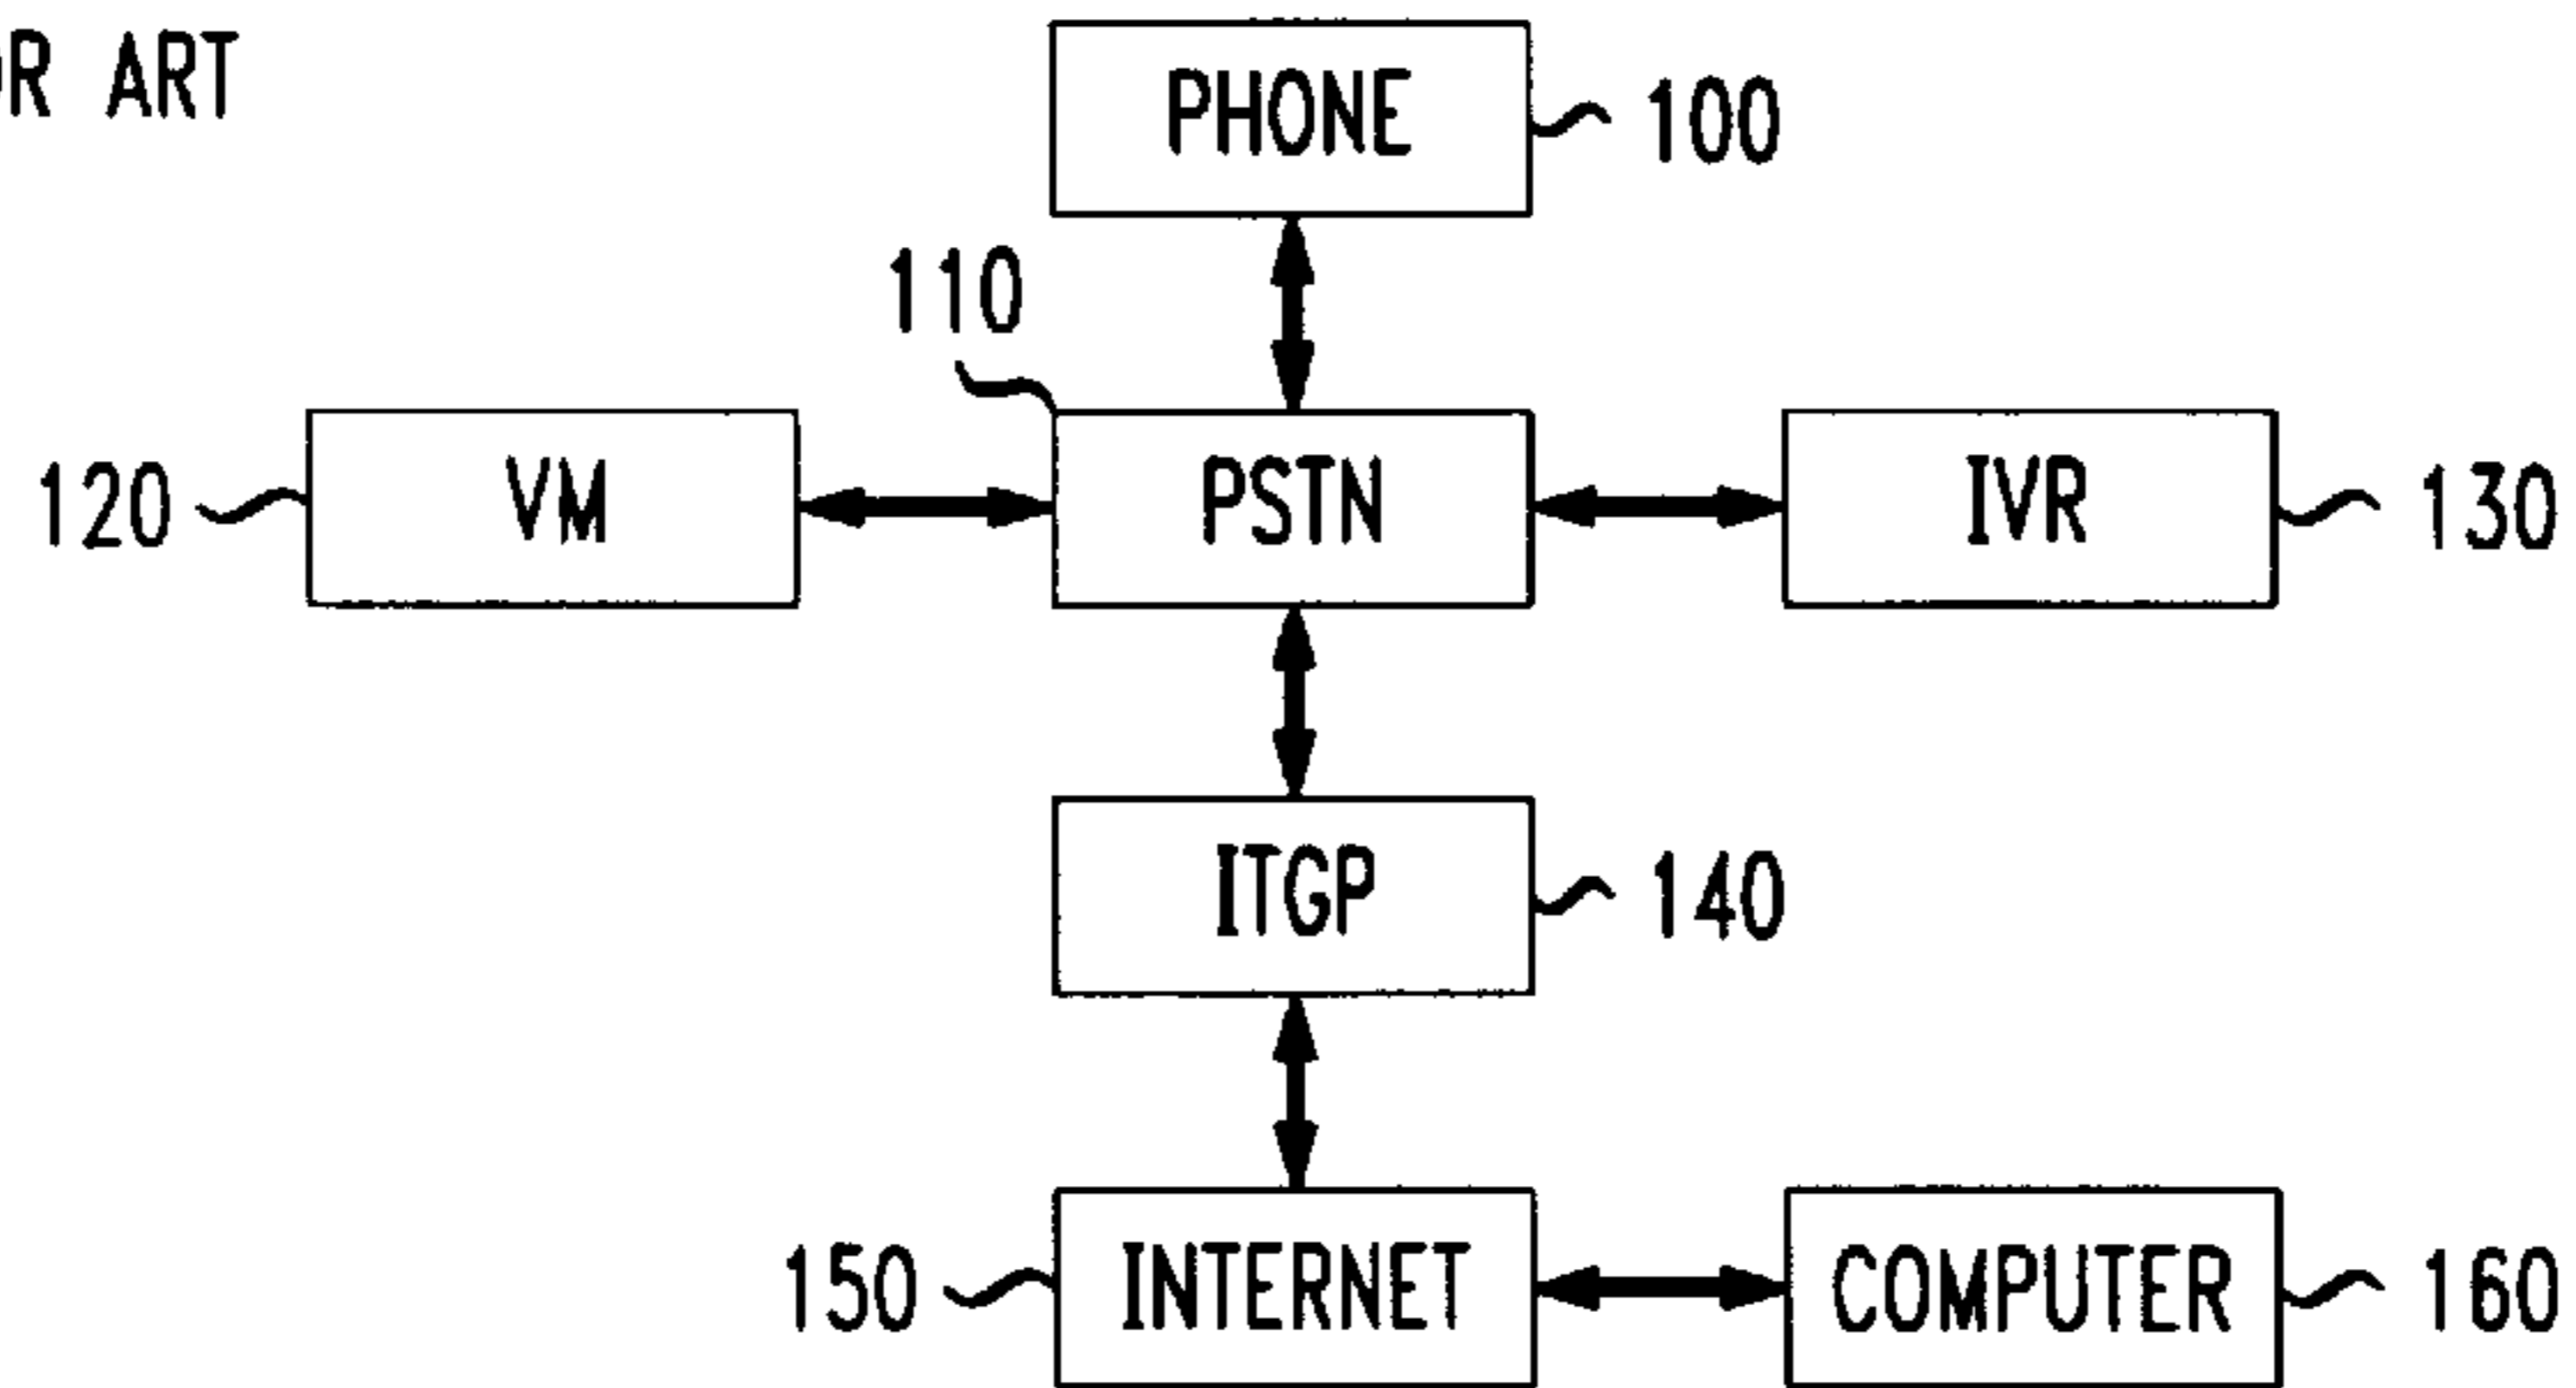 ART
PHONE
100
110
120
VM
PSTN
IVR
130
ITGP
140
150
INTERNET
COMPUTER
160